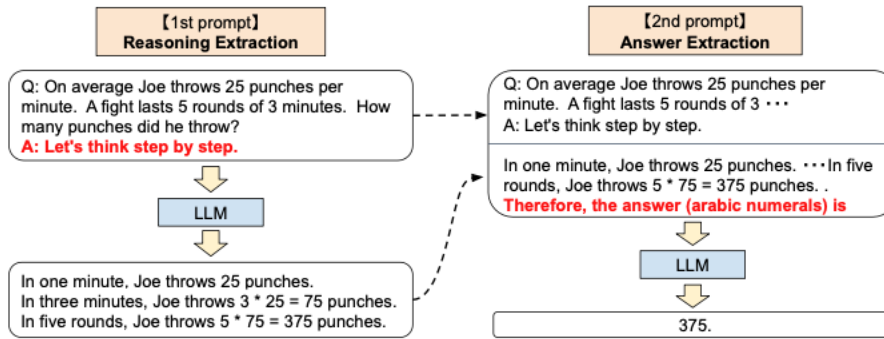 【1st prompt】
Reasoning Extraction
Q: On average Joe throws 25 punches per
minute. A fight lasts 5 rounds of 3 minutes. How
many punches did he throw?
A: Let's think step by step.
LLM
In one minute, Joe throws 25 punches.
In three minutes, Joe throws 3 * 25 = 75 punches.
In five rounds, Joe throws 5 * 75 = 375 punches.
【2nd prompt】
Answer Extraction
Q: On average Joe throws 25 punches per
minute. A fight lasts 5 rounds of 3 ･･･
A: Let's think step by step.
In one minute, Joe throws 25 punches. ･･･In five
rounds, Joe throws 5 * 75 = 375 punches. .
Therefore, the answer (arabic numerals) is
LLM
375.